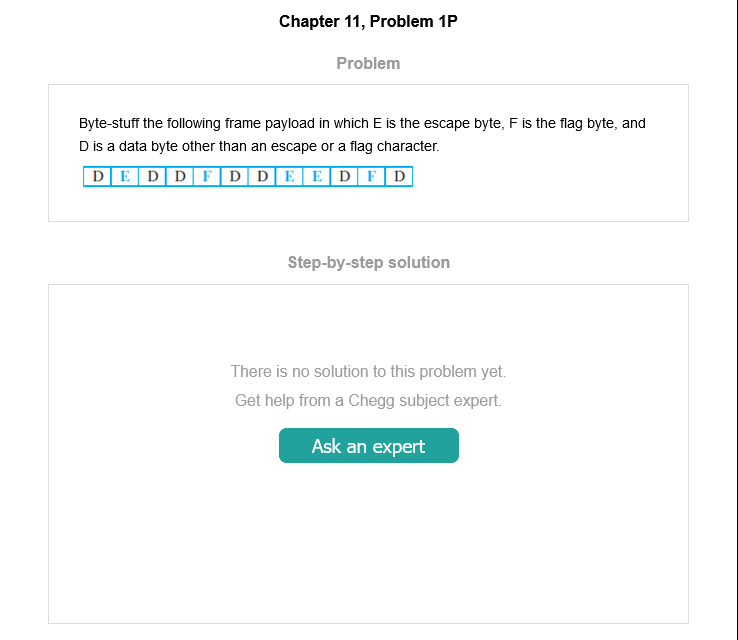 Chapter 11, Problem 1P
Problem
Byte-stuff the following frame payload in which E is the escape byte, F is the flag byte, and
D is a data byte other than an escape or a flag character.
D E D D F D D E E D F D
Step-by-step solution
There is no solution to this problem yet.
Get help from a Chegg subject expert.
Ask an expert